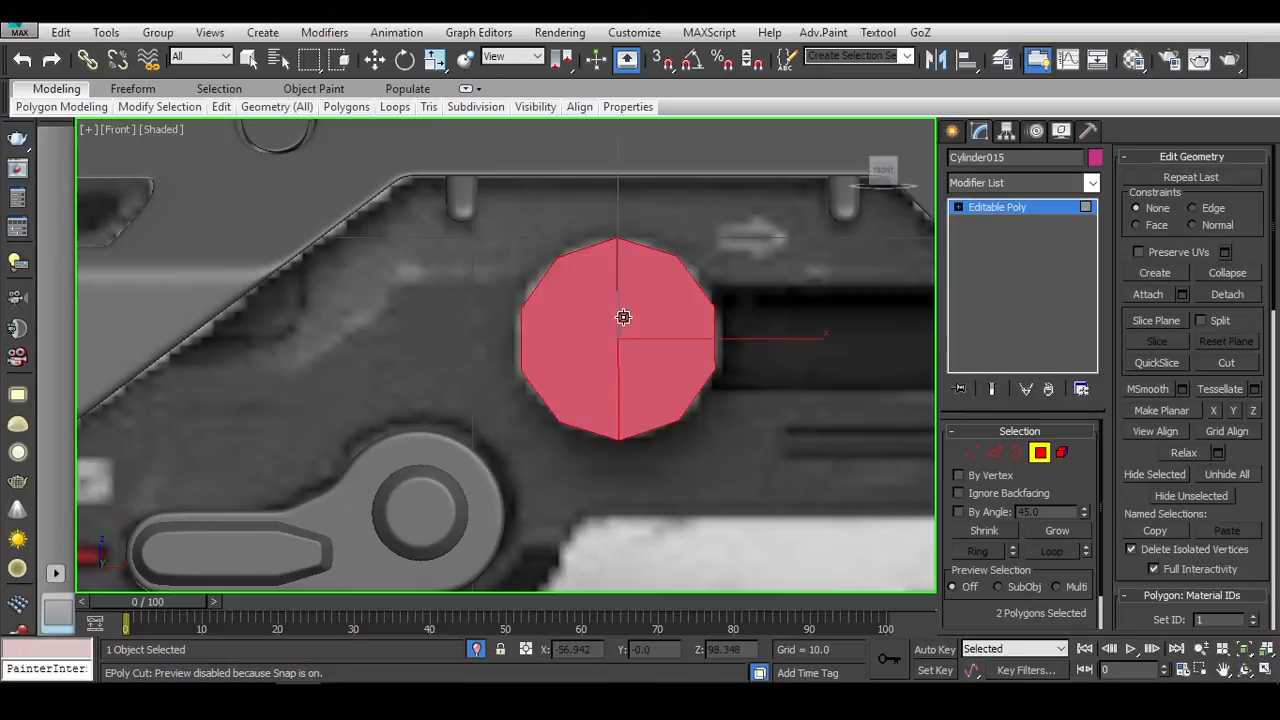 MAX Edit Tools Group Views Create Modifiers Animation Graph Editors Rendering Customize MAXScript Help Adv.Paint Textool GoZ
All View 3 Create Selection Se
Modeling Freeform Selection Object Paint Populate
Polygon Modeling Modify Selection Edit Geometry (All) Polygons Loops Tris Subdivision Visibility Align Properties
[+] [Front] [Shaded]
FRONT
x
z
Cylinder015
Modifier List
Editable Poly
Selection
By Vertex
Ignore Backfacing
By Angle: 45.0
Shrink Grow
Ring Loop
Preview Selection
Off SubObj Multi
2 Polygons Selected
Edit Geometry
Repeat Last
Constraints
None Edge
Face Normal
Preserve UVs
Create Collapse
Attach Detach
Slice Plane Split
Slice Reset Plane
QuickSlice Cut
MSmooth Tessellate
Make Planar X Y Z
View Align Grid Align
Relax
Hide Selected Unhide All
Hide Unselected
Named Selections:
Copy Paste
Delete Isolated Vertices
Full Interactivity
Polygon: Material IDs
Set ID: 1
< 0 / 100 >
0 10 20 30 40 50 60 70 80 90 100
1 Object Selected X: -56.942 Y: -0.0 Z: 98.348 Grid = 10.0 Auto Key Selected
PainterInter EPoly Cut: Preview disabled because Snap is on. Add Time Tag Set Key Key Filters... 0